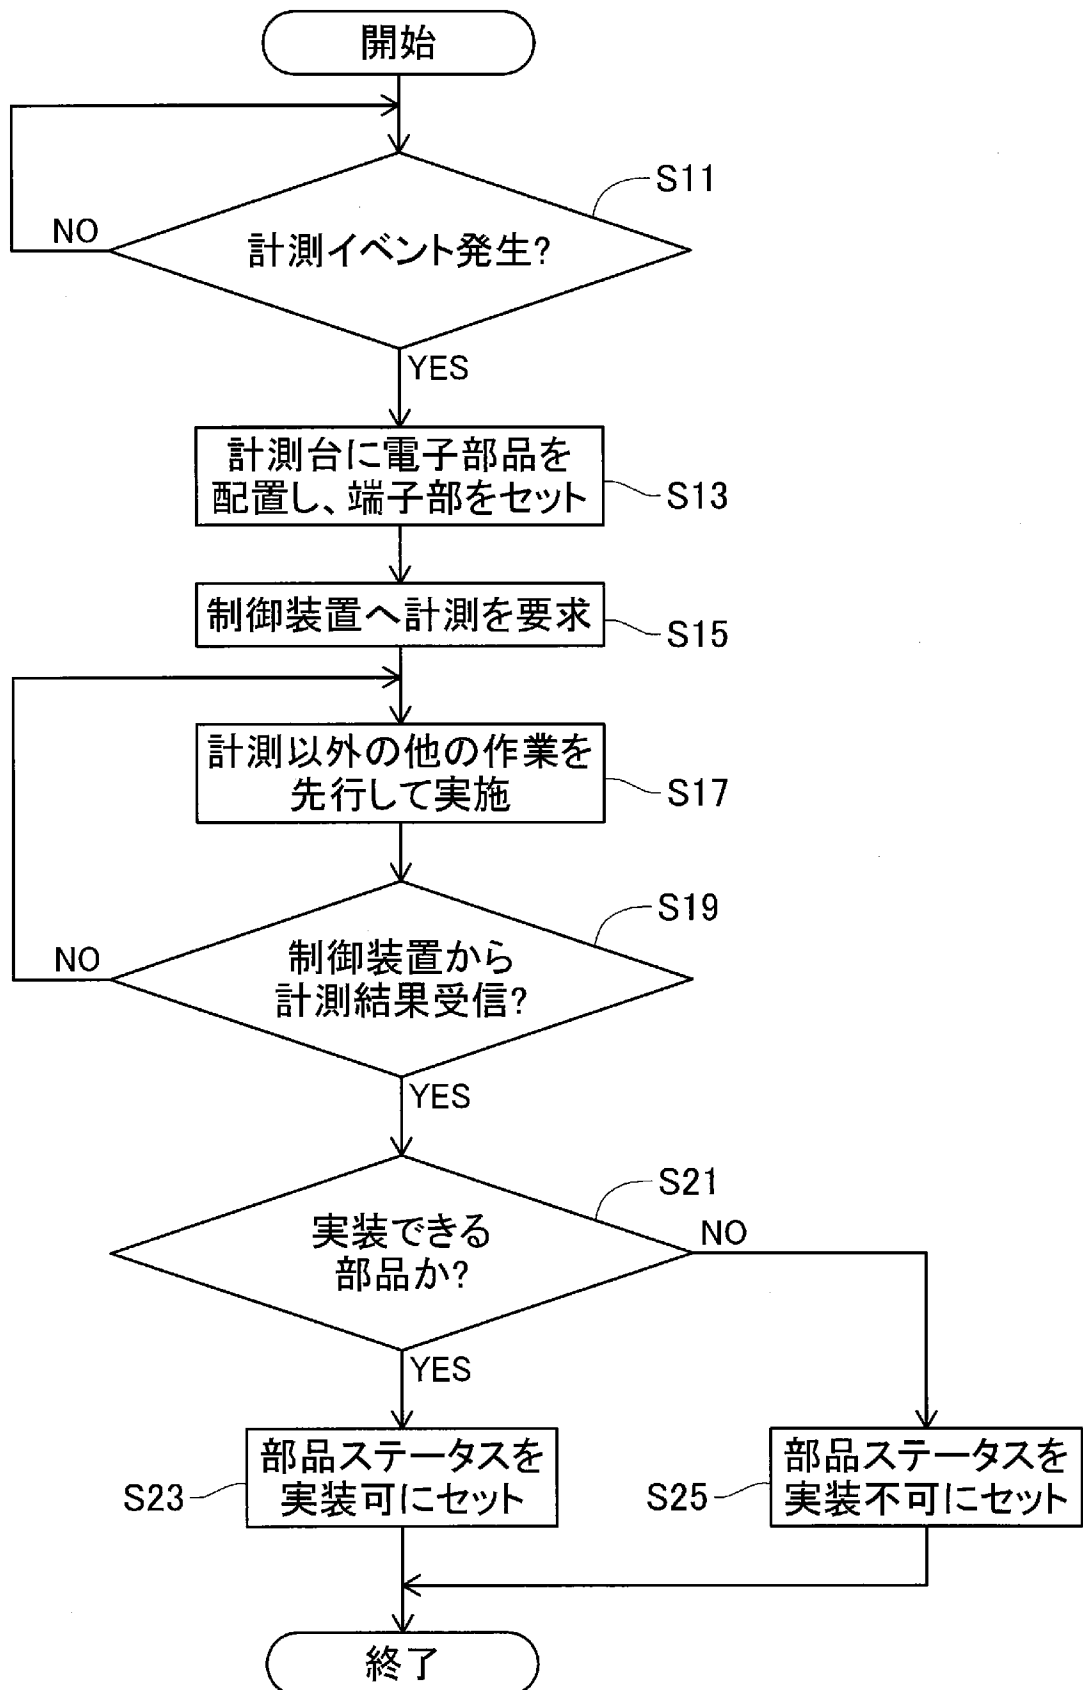 開始
S11
NO
計測イベント発生?
YES
計測台に電子部品を
配置し、端子部をセット
S13
制御装置へ計測を要求
S15
計測以外の他の作業を
先行して実施
S17
S19
NO
制御装置から
計測結果受信?
YES
S21
実装できる
部品か?
NO
YES
部品ステータスを
実装可にセット
S23
部品ステータスを
実装不可にセット
S25
終了